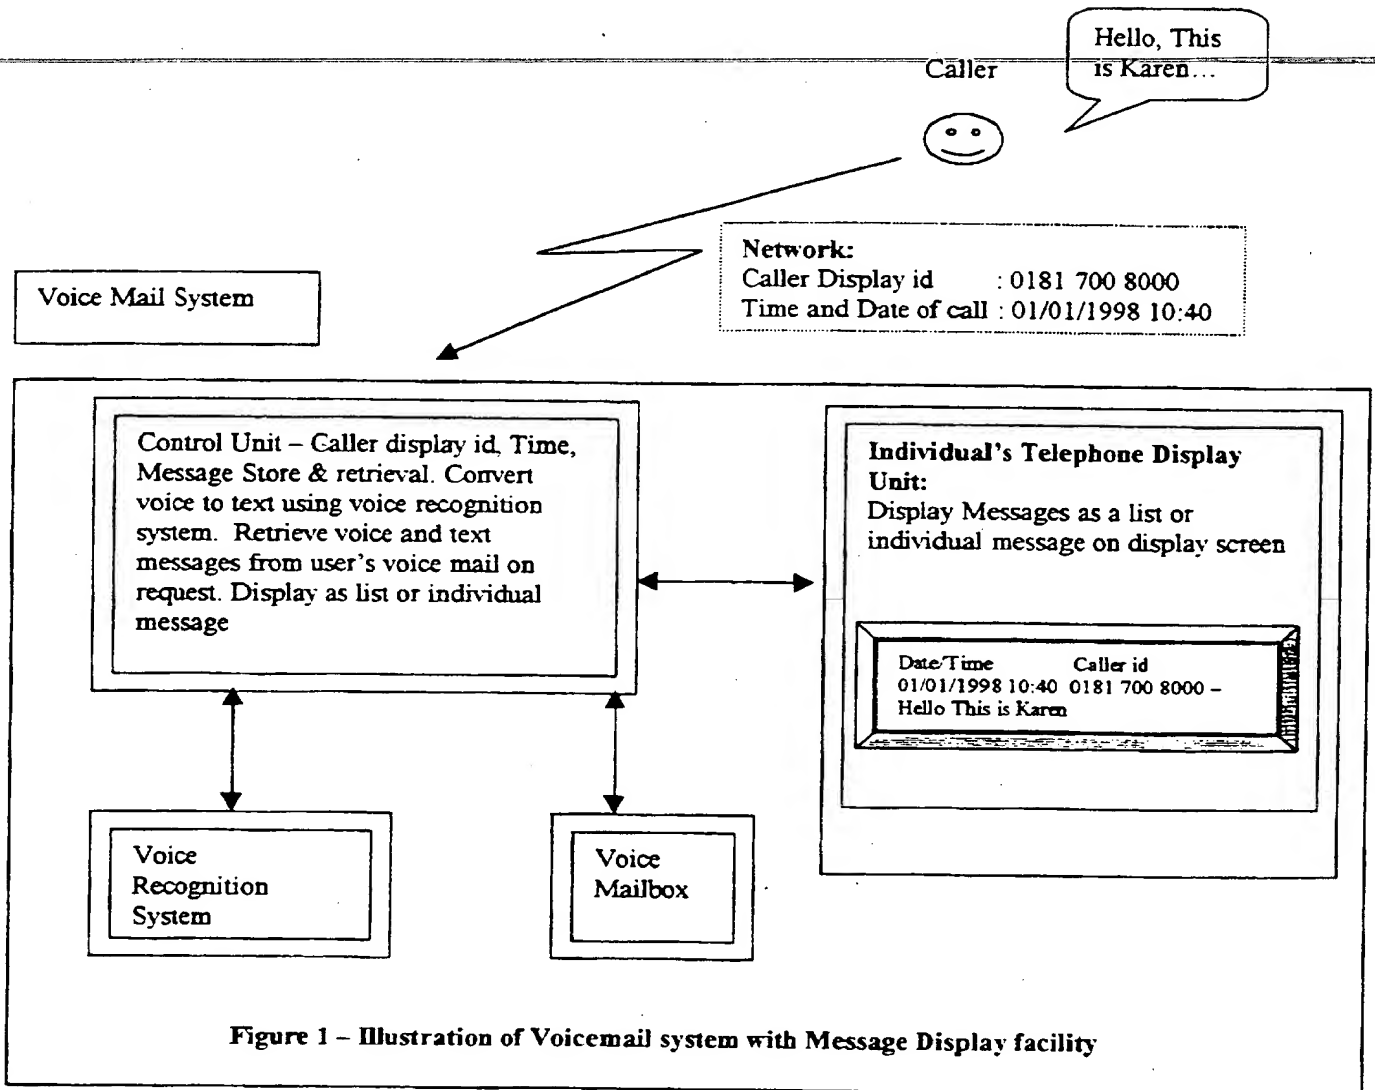 Hello, This
is Karen...
Caller
Network:
Caller Display id : 0181 700 8000
Time and Date of call : 01/01/1998 10:40
Voice Mail System
Control Unit – Caller display id, Time,
Message Store & retrieval. Convert
voice to text using voice recognition
system. Retrieve voice and text
messages from user's voice mail on
request. Display as list or individual
message
Individual's Telephone Display
Unit:
Display Messages as a list or
individual message on display screen
Date/Time Caller id
01/01/1998 10:40 0181 700 8000 –
Hello This is Karen
Voice
Recognition
System
Voice
Mailbox
Figure 1 – Illustration of Voicemail system with Message Display facility